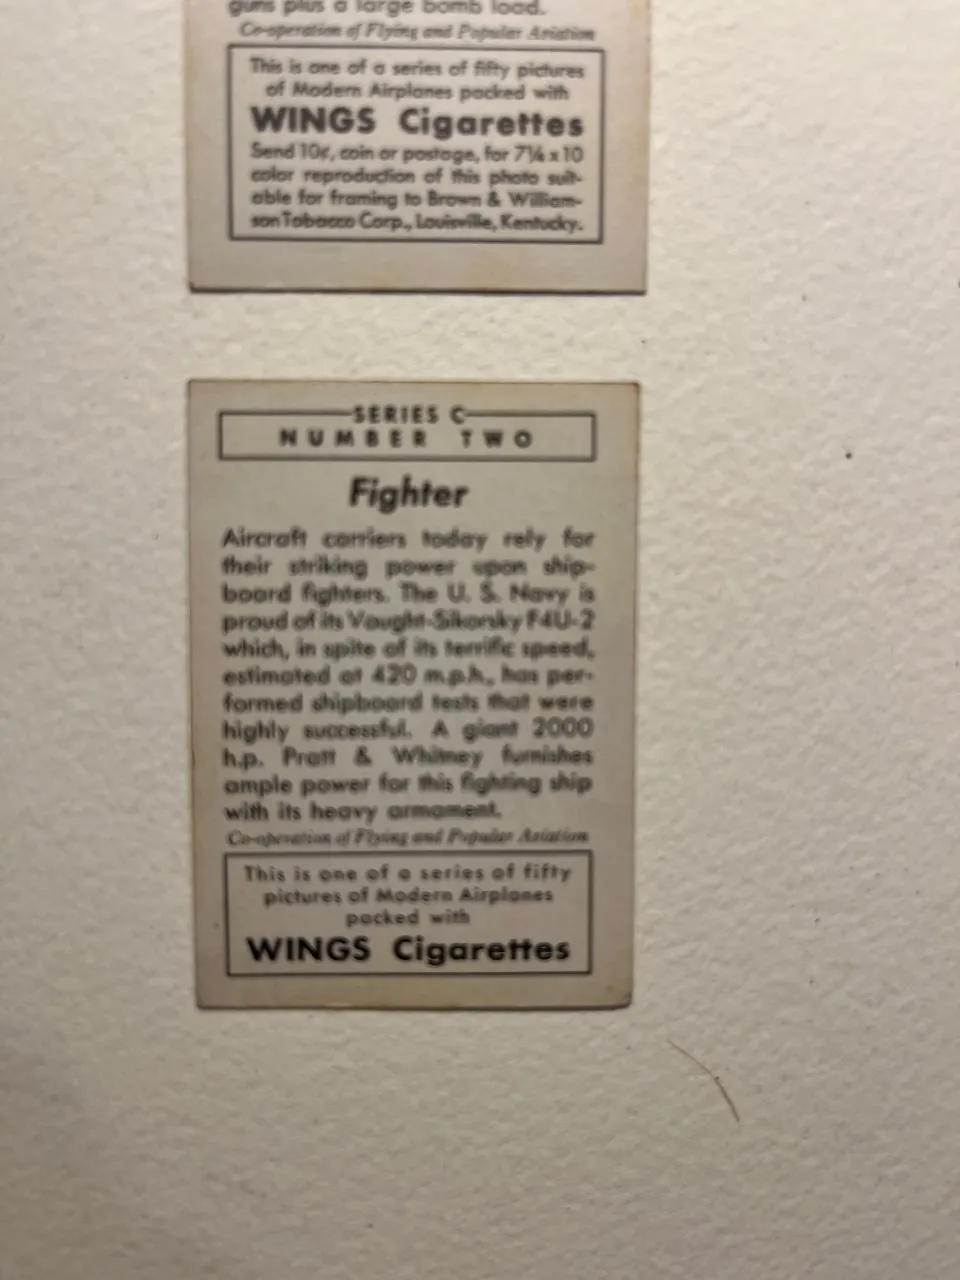 guns plus a large bomb load.
Co-operation of Flying and Popular Aviation
This is one of a series of fifty pictures
of Modern Airplanes packed with
WINGS Cigarettes
Send 10¢, coin or postage, for 7¼ x 10
color reproduction of this photo suit-
able for framing to Brown & William-
son Tobacco Corp., Louisville, Kentucky.
SERIES C
NUMBER TWO
Fighter
Aircraft carriers today rely for
their striking power upon ship-
board fighters. The U. S. Navy is
proud of its Vought-Sikorsky F4U-2
which, in spite of its terrific speed,
estimated at 420 m.p.h., has per-
formed shipboard tests that were
highly successful. A giant 2000
h.p. Pratt & Whitney furnishes
ample power for this fighting ship
with its heavy armament.
Co-operation of Flying and Popular Aviation
This is one of a series of fifty
pictures of Modern Airplanes
packed with
WINGS Cigarettes